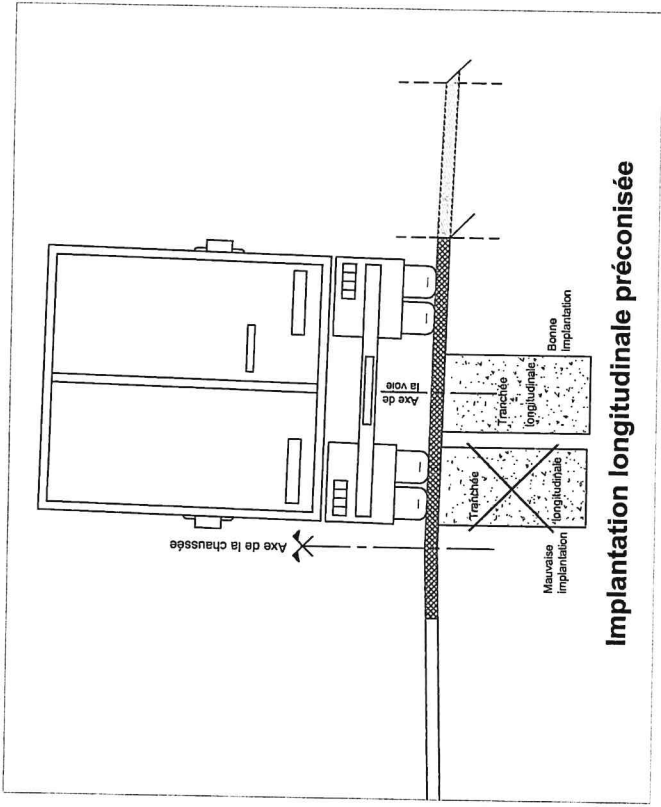 Axe de la chaussée
Axe de
la voie
Tranchée
longitudinale
Tranchée
longitudinale
Mauvaise
implantation
Bonne
Implantation
Implantation longitudinale préconisée